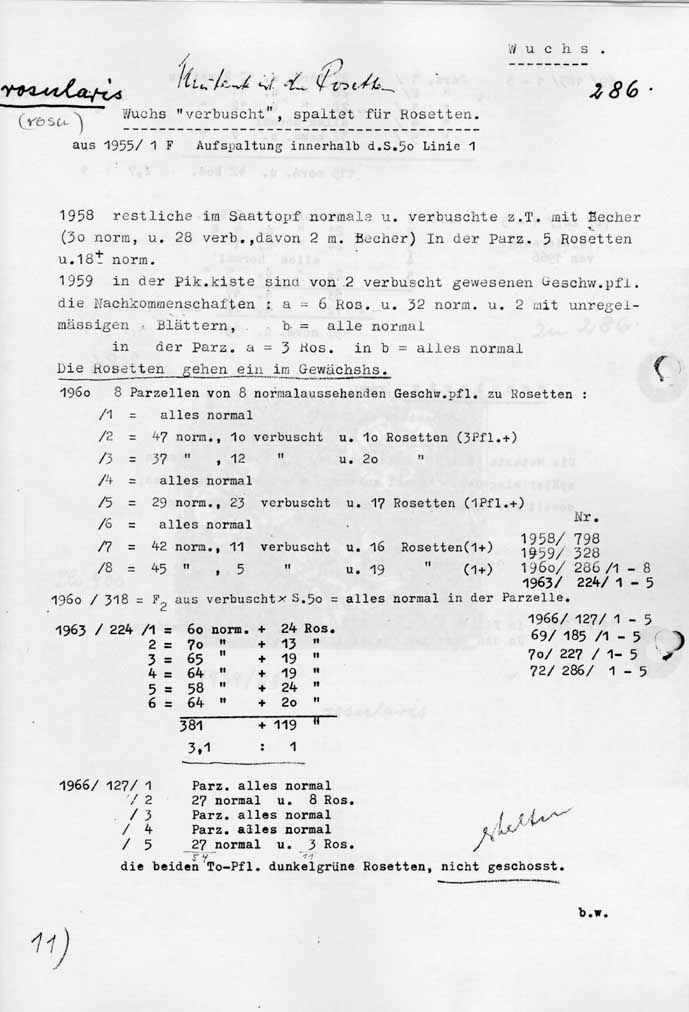 W u c h s .
rosularis
(rosu)
286.
Wuchs "verbuscht", spaltet für Rosetten.
aus 1955/ 1 F Aufspaltung innerhalb d.S.5o Linie 1
1958 restliche im Saattopf normale u. verbuschte z.T. mit Becher
(3o norm, u. 28 verb.,davon 2 m. Becher) In der Parz. 5 Rosetten
u.18± norm.
1959 in der Pik.kiste sind von 2 verbuscht gewesenen Geschw.pfl.
die Nachkommenschaften : a = 6 Ros. u. 32 norm. u. 2 mit unregel-
mässigen Blättern, b = alle normal
in der Parz. a = 3 Ros. in b = alles normal
Die Rosetten gehen ein im Gewächshs.
196o 8 Parzellen von 8 normalaussehenden Geschw.pfl. zu Rosetten :
/1 = alles normal
/2 = 47 norm., 1o verbuscht u. 1o Rosetten (3Pfl.+)
/3 = 37 " , 12 " u. 2o "
/4 = alles normal
/5 = 29 norm., 23 verbuscht u. 17 Rosetten (1Pfl.+)
/6 = alles normal
/7 = 42 norm., 11 verbuscht u. 16 Rosetten(1+)
/8 = 45 " , 5 " u. 19 " (1+)
Nr.
1958/ 798
1959/ 328
196o/ 286 /1 - 8
1963/ 224/ 1 - 5
196o / 318 = F2 aus verbuscht x S.5o = alles normal in der Parzelle.
1966/ 127/ 1 - 5
69/ 185 /1 - 5
7o/ 227 / 1- 5
72/ 286/ 1 - 5
1963 / 224 /1 = 6o norm. + 24 Ros.
2 = 7o " + 13 "
3 = 65 " + 19 "
4 = 64 " + 19 "
5 = 58 " + 24 "
6 = 64 " + 2o "
381 + 119 "
3,1 : 1
1966/ 127/ 1 Parz. alles normal
/ 2 27 normal u. 8 Ros.
/ 3 Parz. alles normal
/ 4 Parz. alles normal
/ 5 27 normal u. 3 Ros.
54 11
die beiden To-Pfl. dunkelgrüne Rosetten, nicht geschosst.
b.w.
11)